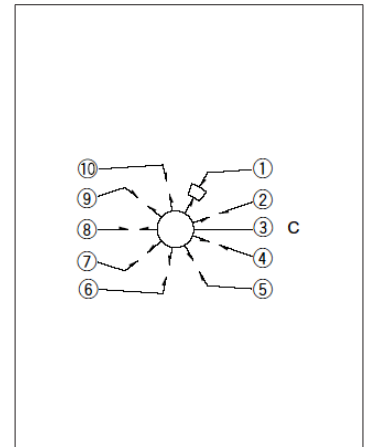 ⑩ ①
⑨ ②
⑧ ③ C
⑦ ④
⑥ ⑤